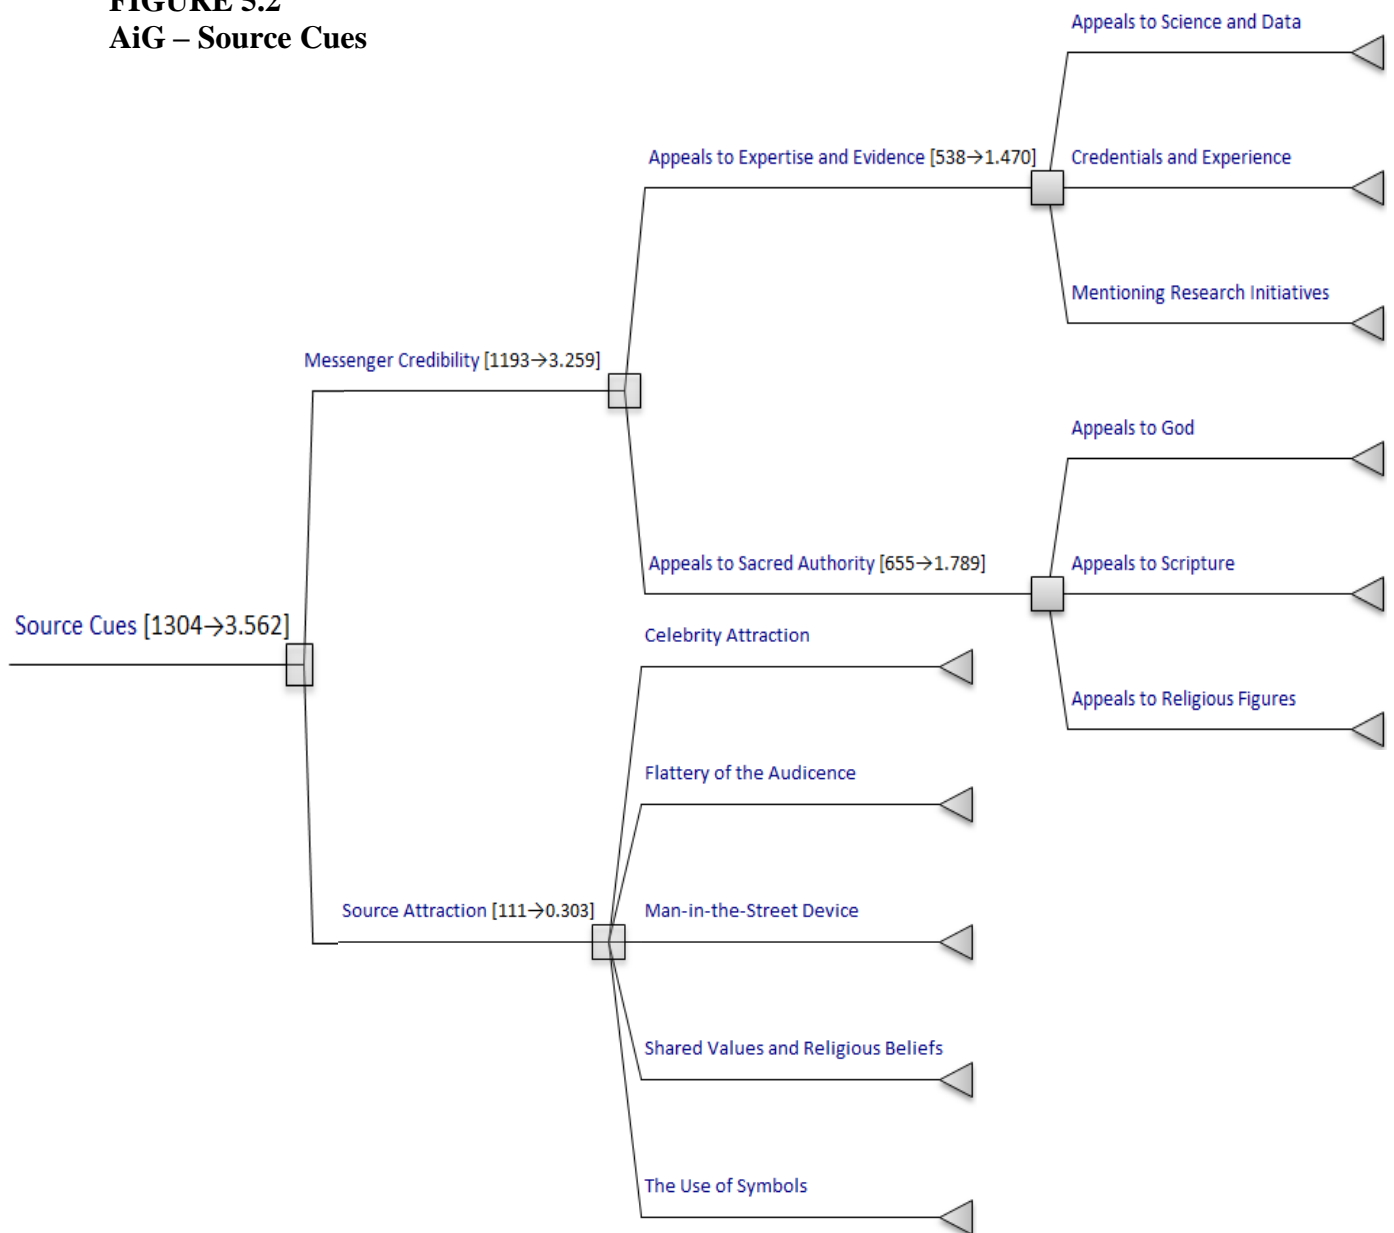 FIGURE 5.2
AiG – Source Cues
Appeals to Science and Data
Appeals to Expertise and Evidence [538→1.470]
Credentials and Experience
Mentioning Research Initiatives
Messenger Credibility [1193→3.259]
Appeals to God
Appeals to Sacred Authority [655→1.789]
Appeals to Scripture
Source Cues [1304→3.562]
Celebrity Attraction
Appeals to Religious Figures
Flattery of the Audicence
Source Attraction [111→0.303]
Man-in-the-Street Device
Shared Values and Religious Beliefs
The Use of Symbols